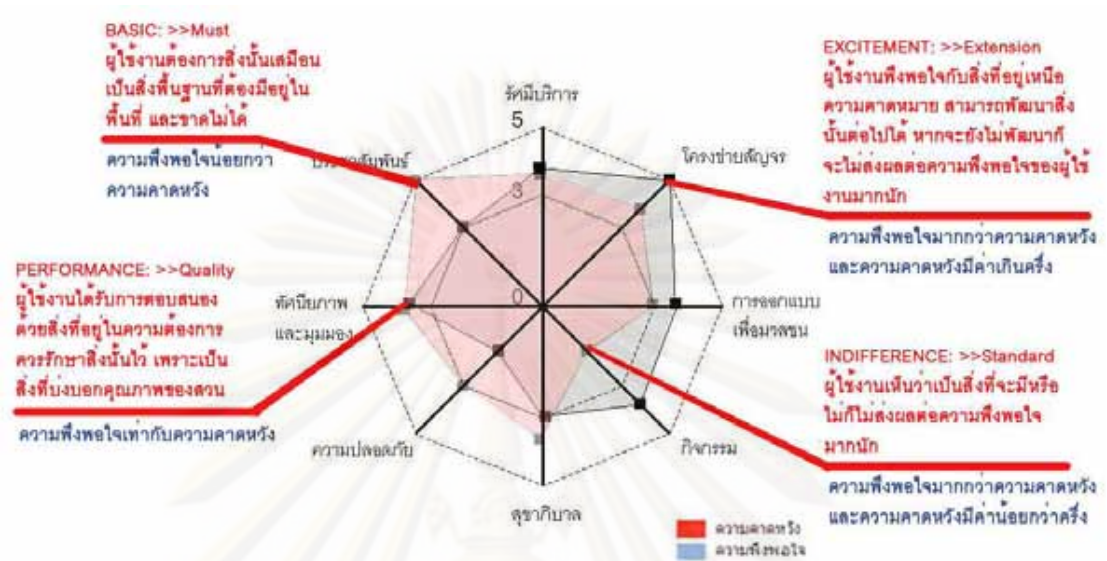 BASIC: >>Must
ผู้ใช้งานต้องการสิ่งนั้นเสมือน
เป็นสิ่งพื้นฐานที่ต้องมีอยู่ใน
พื้นที่ และขาดไม่ได้
ความพึงพอใจน้อยกว่า
ความคาดหวัง
EXCITEMENT: >>Extension
ผู้ใช้งานพึงพอใจกับสิ่งที่อยู่เหนือ
ความคาดหมาย สามารถพัฒนาสิ่ง
นั้นต่อไปได้ หากจะยังไม่พัฒนาก็
จะไม่ส่งผลต่อความพึงพอใจของผู้ใช้
งานมากนัก
ความพึงพอใจมากกว่าความคาดหวัง
และความคาดหวังมีค่าเกินครึ่ง
PERFORMANCE: >>Quality
ผู้ใช้งานได้รับการตอบสนอง
ด้วยสิ่งที่อยู่ในความต้องการ
ควรรักษาสิ่งนั้นไว้ เพราะเป็น
สิ่งที่บ่งบอกคุณภาพของสวน
ความพึงพอใจเท่ากับความคาดหวัง
INDIFFERENCE: >>Standard
ผู้ใช้งานเห็นว่าเป็นสิ่งที่จะมีหรือ
ไม่ก็ไม่ส่งผลต่อความพึงพอใจ
มากนัก
ความพึงพอใจมากกว่าความคาดหวัง
และความคาดหวังมีค่าน้อยกว่าครึ่ง
รัศมีบริการ
5
3
0
โครงข่ายสัญจร
การออกแบบ
เพื่อมวลชน
กิจกรรม
สุขาภิบาล
ความปลอดภัย
ทัศนียภาพ
และมุมมอง
ความคาดหวัง
ความพึงพอใจ